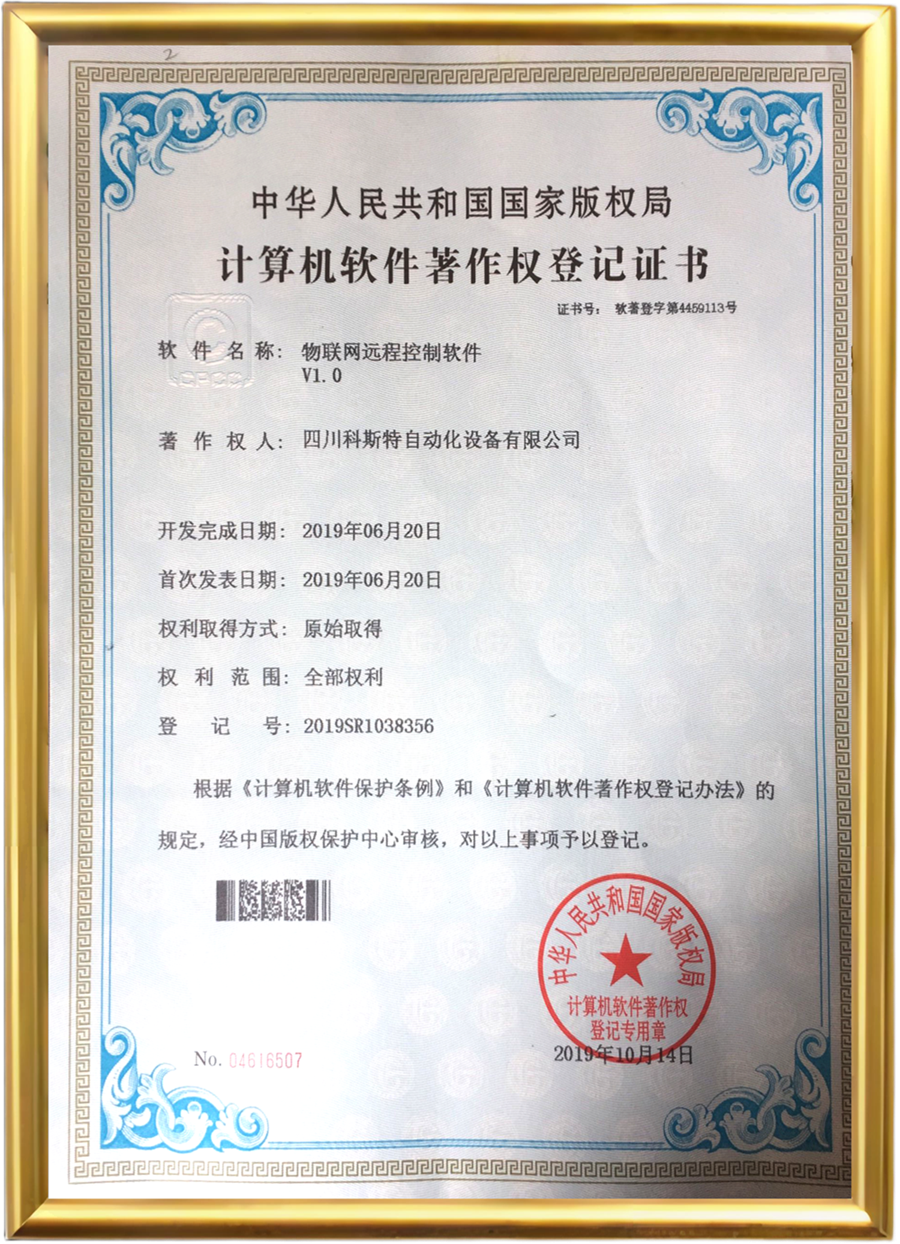 2
中华人民共和国国家版权局
计算机软件著作权登记证书
证书号： 软著登字第4459113号
软件名称： 物联网远程控制软件
V1.0
著作权人： 四川科斯特自动化设备有限公司
开发完成日期： 2019年06月20日
首次发表日期： 2019年06月20日
权利取得方式： 原始取得
权利范围： 全部权利
登记号： 2019SR1038356
根据《计算机软件保护条例》和《计算机软件著作权登记办法》的
规定，经中国版权保护中心审核，对以上事项予以登记。
中华人民共和国国家版权局
计算机软件著作权
登记专用章
No. 04616507
2019年10月14日